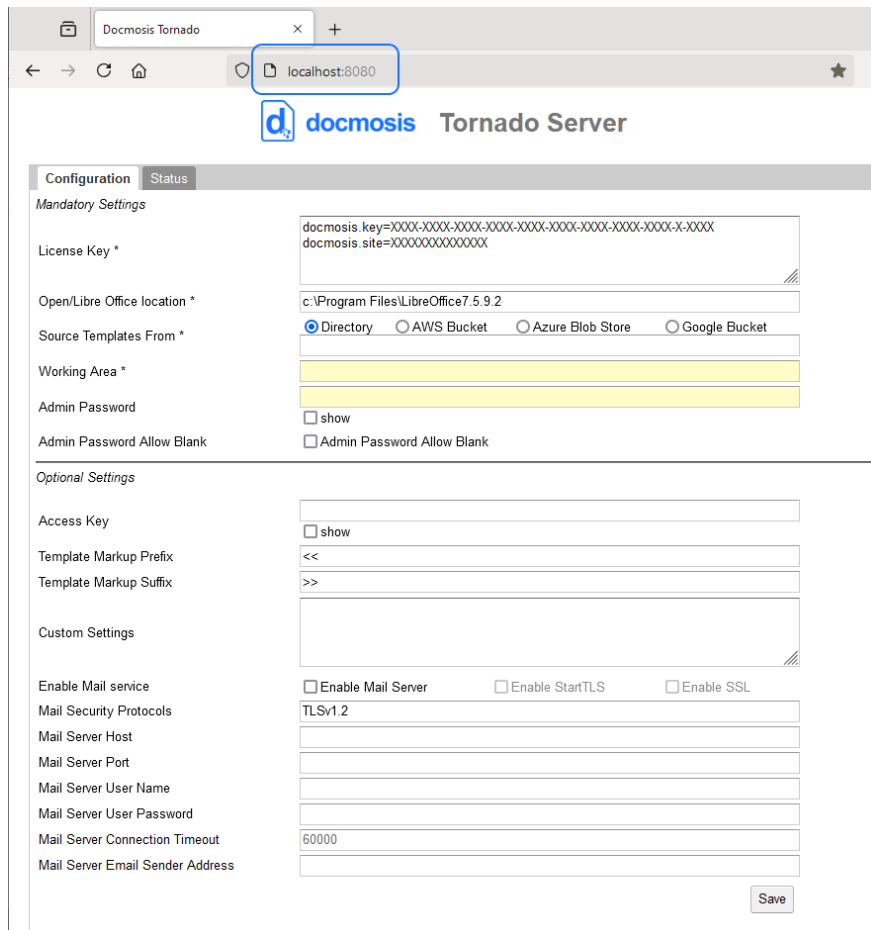 Docmosis Tornado
localhost:8080
docmosis Tornado Server
Configuration Status
Mandatory Settings
License Key *
docmosis.key=XXXX-XXXX-XXXX-XXXX-XXXX-XXXX-XXXX-XXXX-XXXX-X-XXXX
docmosis.site=XXXXXXXXXXXXXX
Open/Libre Office location *
c:\Program Files\LibreOffice7.5.9.2
Source Templates From *
Directory AWS Bucket Azure Blob Store Google Bucket
Working Area *
Admin Password
show
Admin Password Allow Blank Admin Password Allow Blank
Optional Settings
Access Key
show
Template Markup Prefix <<
Template Markup Suffix >>
Custom Settings
Enable Mail service Enable Mail Server Enable StartTLS Enable SSL
Mail Security Protocols TLSv1.2
Mail Server Host
Mail Server Port
Mail Server User Name
Mail Server User Password
Mail Server Connection Timeout 60000
Mail Server Email Sender Address
Save